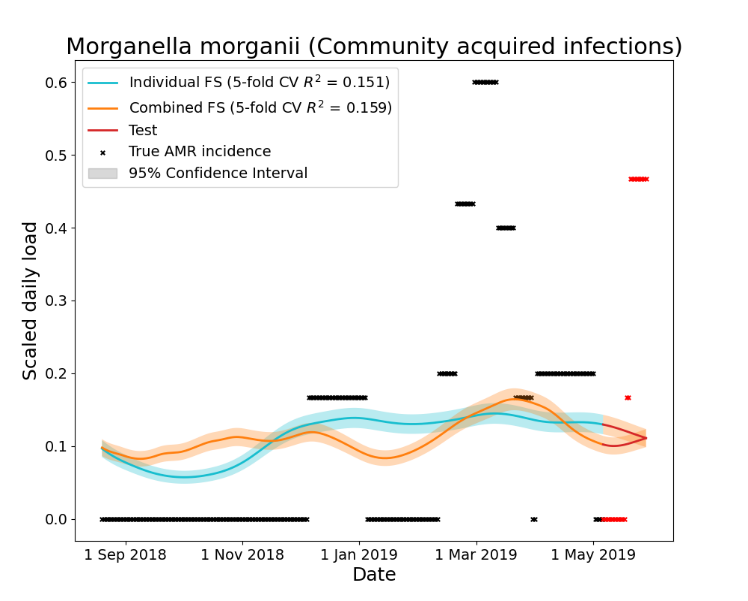 Morganella morganii (Community acquired infections)
Individual FS (5-fold CV R² = 0.151)
Combined FS (5-fold CV R² = 0.159)
Test
True AMR incidence
95% Confidence Interval
Scaled daily load
0.6
0.5
0.4
0.3
0.2
0.1
0.0
1 Sep 2018 1 Nov 2018 1 Jan 2019 1 Mar 2019 1 May 2019
Date